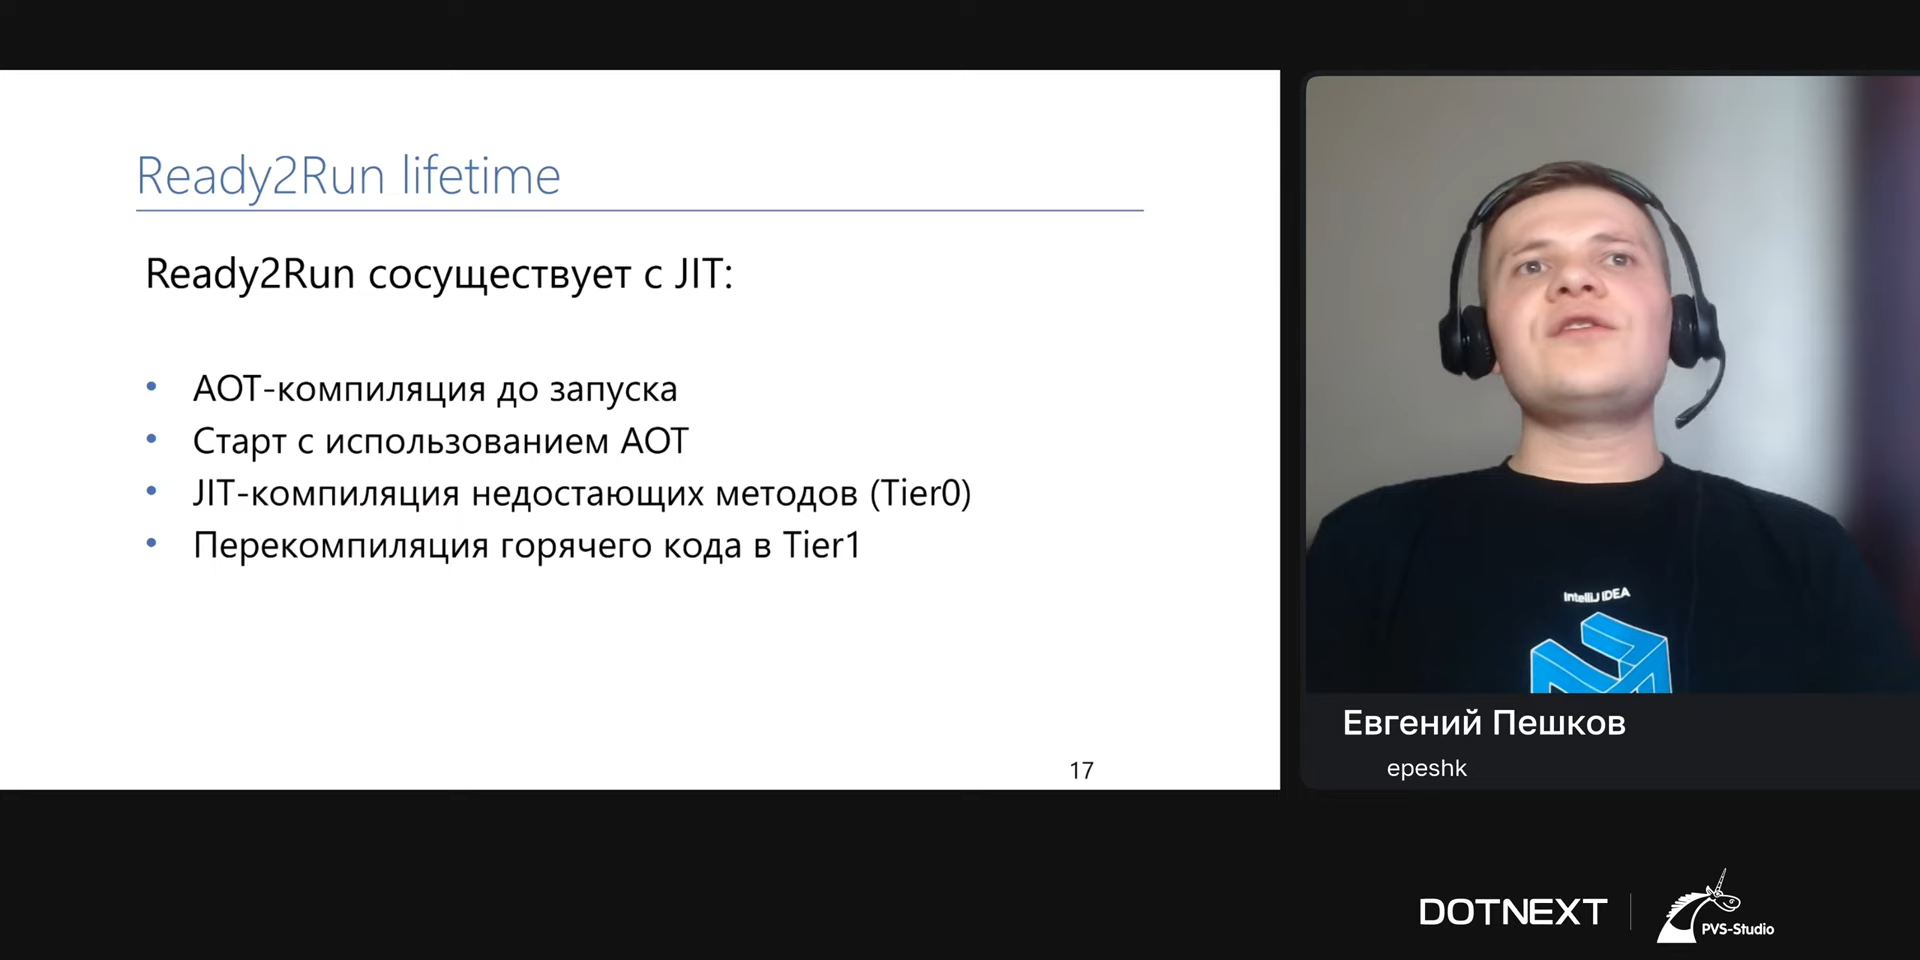 Ready2Run lifetime
Ready2Run сосуществует с JIT:
• АОТ-компиляция до запуска
• Старт с использованием АОТ
• JIT-компиляция недостающих методов (Tier0)
• Перекомпиляция горячего кода в Tier1
17
IntelliJ IDEA
Евгений Пешков
epeshk
DOTNEXT
PVS-Studio